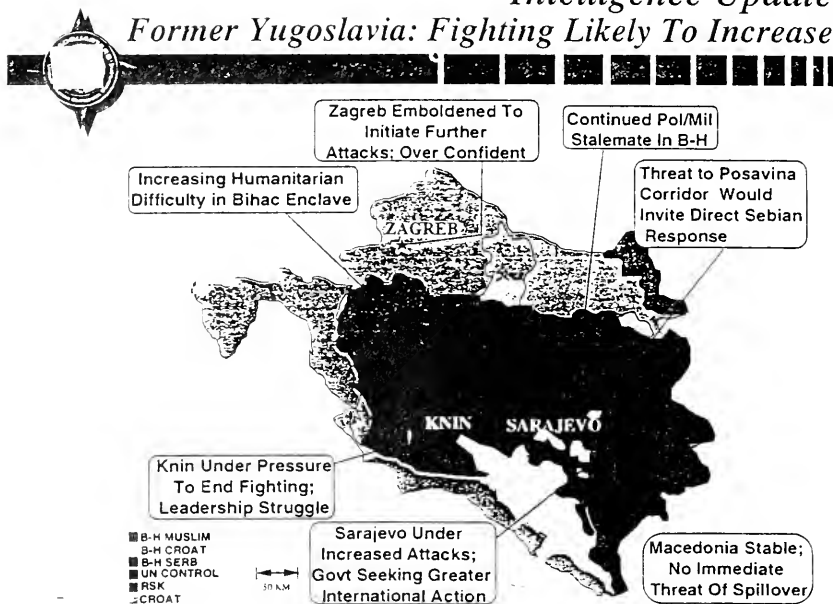 Intelligence Update
Former Yugoslavia: Fighting Likely To Increase
Zagreb Emboldened To
Initiate Further
Attacks; Over Confident
Continued Pol/Mil
Stalemate In B-H
Increasing Humanitarian
Difficulty in Bihac Enclave
Threat to Posavina
Corridor Would
Invite Direct Sebian
Response
ZAGREB
KNIN
SARAJEVO
Knin Under Pressure
To End Fighting;
Leadership Struggle
Sarajevo Under
Increased Attacks;
Govt Seeking Greater
International Action
Macedonia Stable;
No Immediate
Threat Of Spillover
B-H MUSLIM
B-H CROAT
B-H SERB
UN CONTROL
RSK
CROAT
50 KM